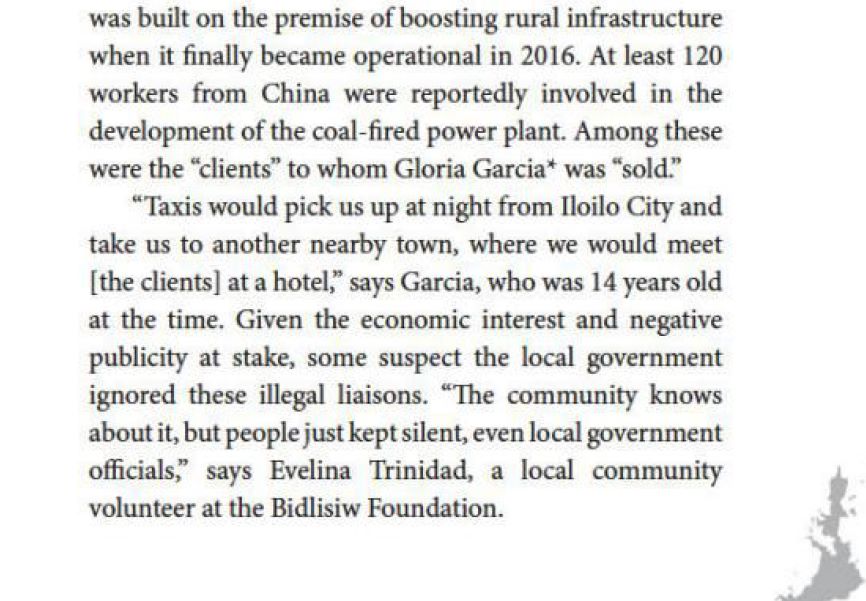 was built on the premise of boosting rural infrastructure
when it finally became operational in 2016. At least 120
workers from China were reportedly involved in the
development of the coal-fired power plant. Among these
were the “clients” to whom Gloria Garcia* was “sold.”
“Taxis would pick us up at night from Iloilo City and
take us to another nearby town, where we would meet
[the clients] at a hotel,” says Garcia, who was 14 years old
at the time. Given the economic interest and negative
publicity at stake, some suspect the local government
ignored these illegal liaisons. “The community knows
about it, but people just kept silent, even local government
officials,” says Evelina Trinidad, a local community
volunteer at the Bidlisiw Foundation.